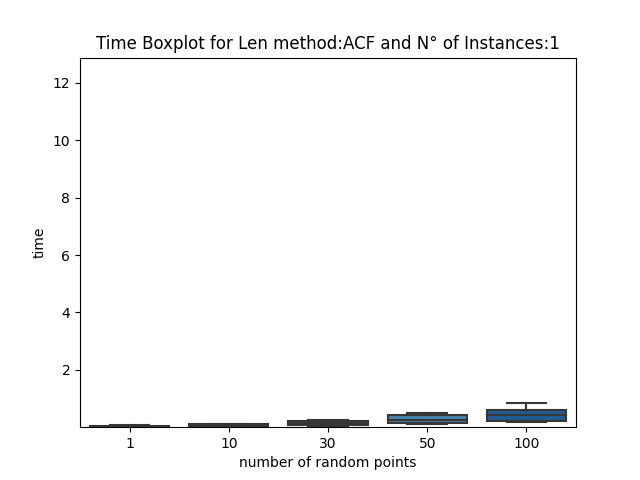 Time Boxplot for Len method:ACF and N° of Instances:1
12
10
8
6
4
2
time
1 10 30 50 100
number of random points